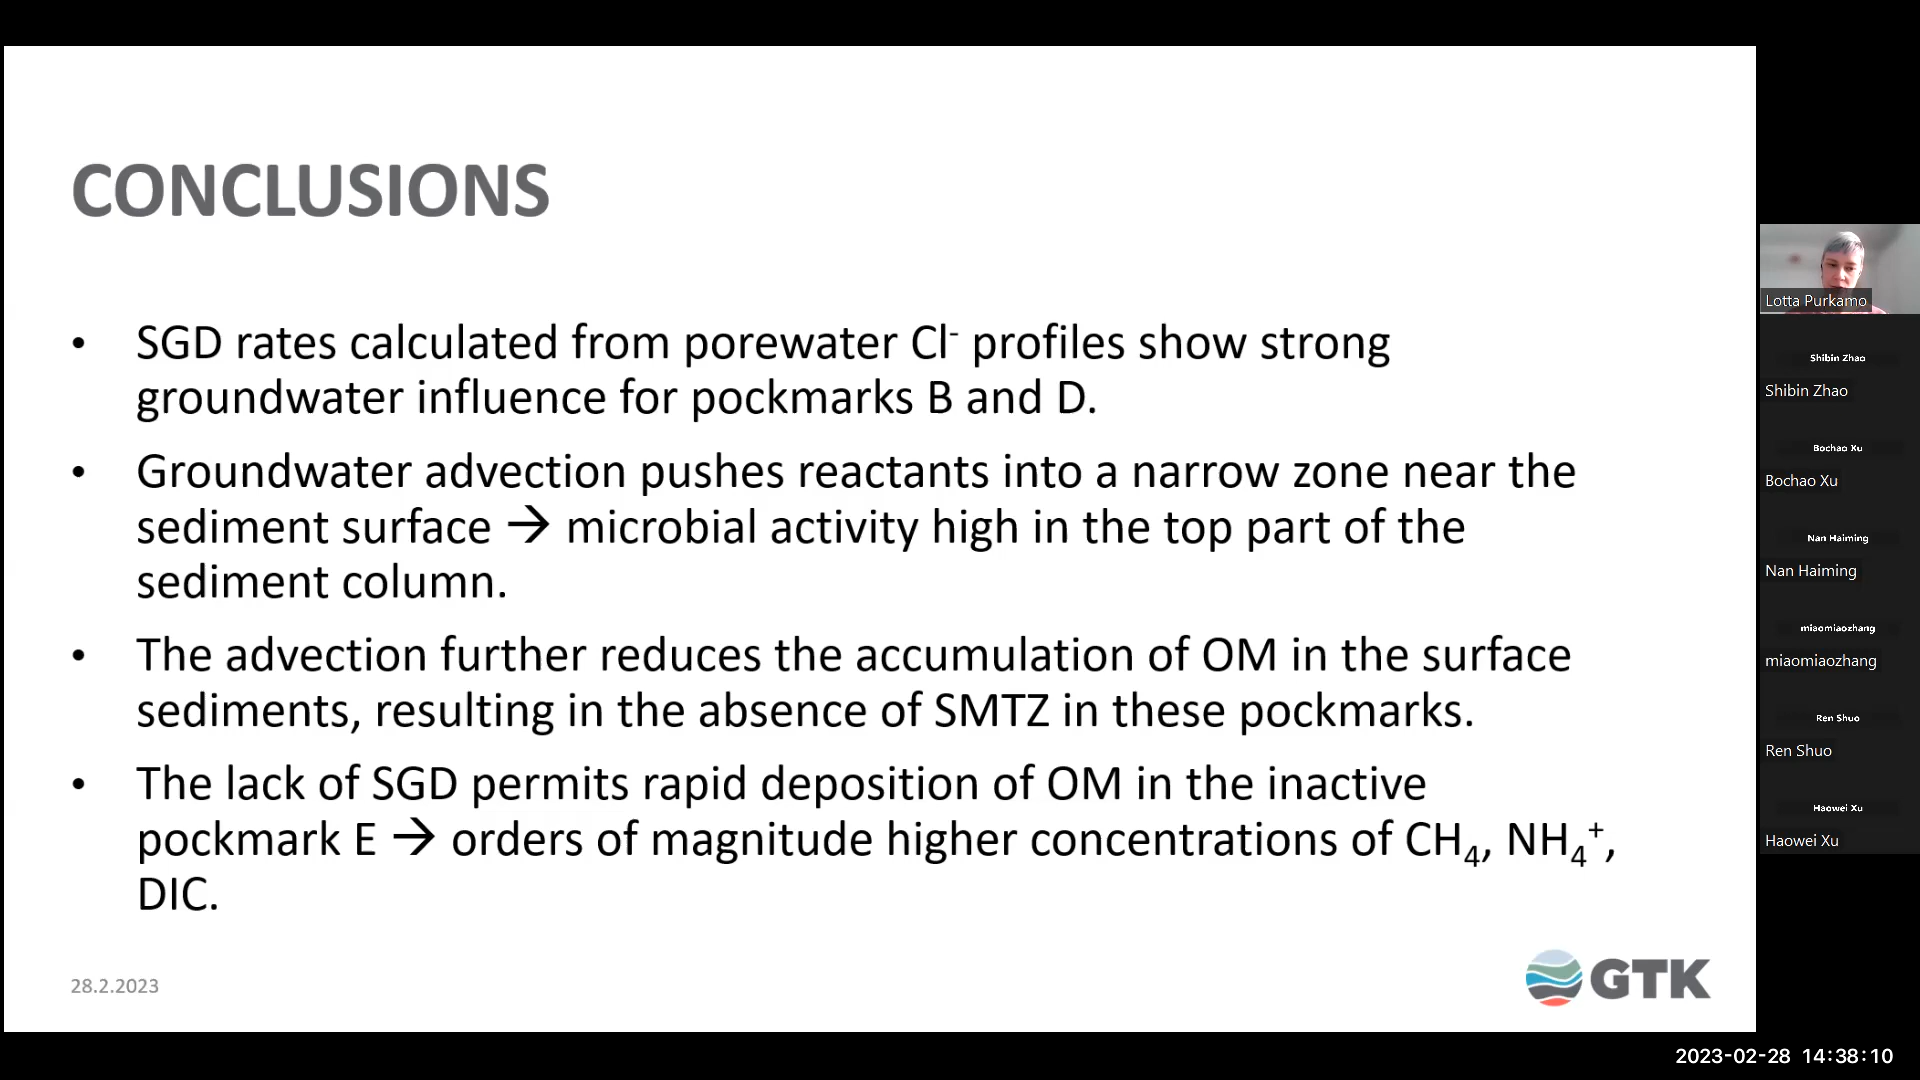 CONCLUSIONS
• SGD rates calculated from porewater Cl⁻ profiles show strong
groundwater influence for pockmarks B and D.
• Groundwater advection pushes reactants into a narrow zone near the
sediment surface → microbial activity high in the top part of the
sediment column.
• The advection further reduces the accumulation of OM in the surface
sediments, resulting in the absence of SMTZ in these pockmarks.
• The lack of SGD permits rapid deposition of OM in the inactive
pockmark E → orders of magnitude higher concentrations of CH₄, NH₄⁺,
DIC.
28.2.2023
GTK
Lotta Purkamo
Shibin Zhao
Shibin Zhao
Bochao Xu
Bochao Xu
Nan Haiming
Nan Haiming
miaomiaozhang
miaomiaozhang
Ren Shuo
Ren Shuo
Haowei Xu
Haowei Xu
2023-02-28 14:38:10